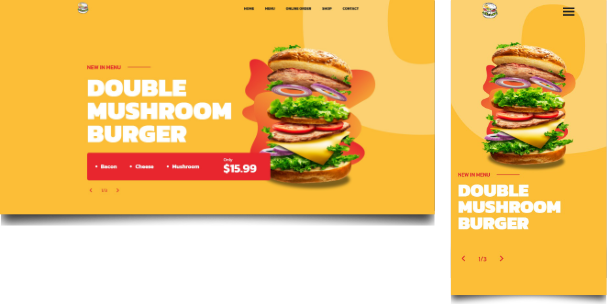 HOME MENU ONLINE ORDER SHOP CONTACT
NEW IN MENU
DOUBLE
MUSHROOM
BURGER
• Bacon • Cheese • Mushroom
Only
$15.99
1/3
NEW IN MENU
DOUBLE
MUSHROOM
BURGER
1/3